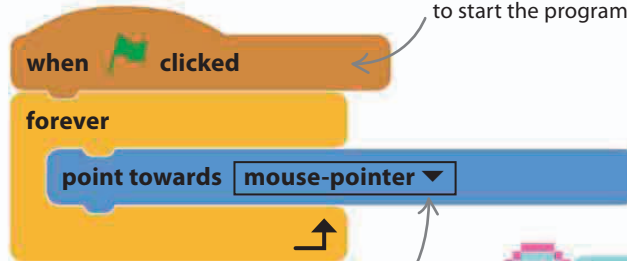 to start the program
when clicked
forever
point towards mouse-pointer